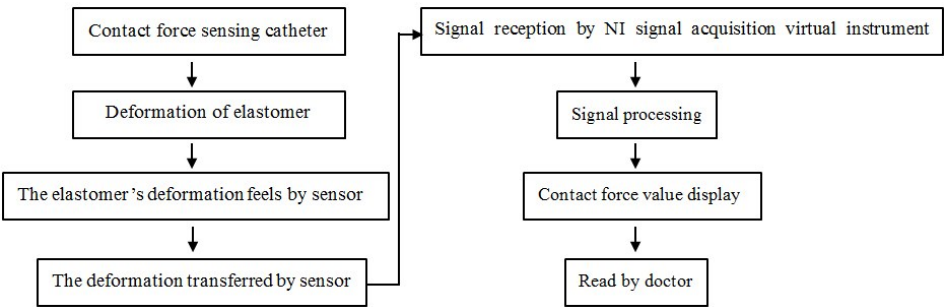 Contact force sensing catheter
Deformation of elastomer
The elastomer's deformation feels by sensor
The deformation transferred by sensor
Signal reception by NI signal acquisition virtual instrument
Signal processing
Contact force value display
Read by doctor